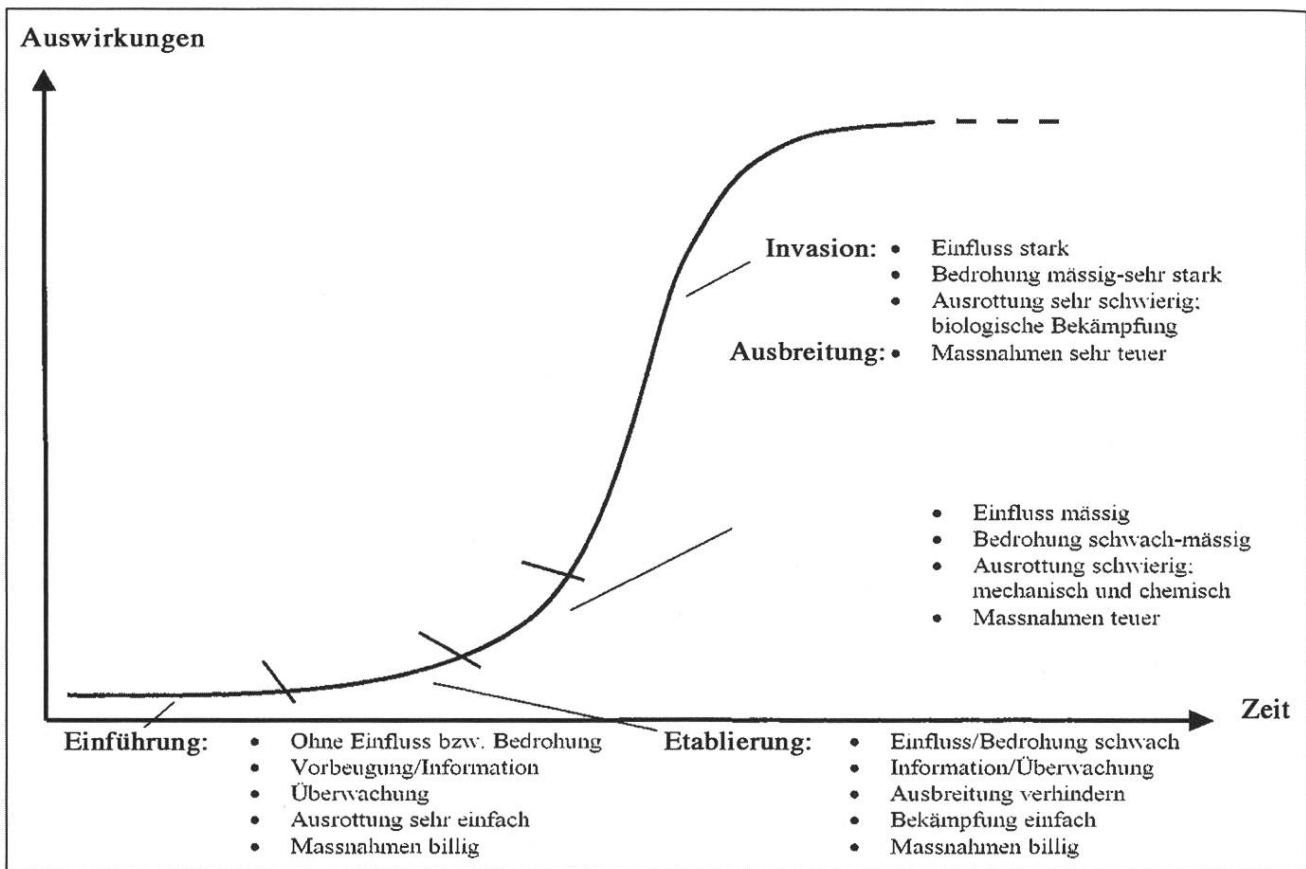 Auswirkungen
Invasion:
• Einfluss stark
• Bedrohung mässig-sehr stark
• Ausrottung sehr schwierig;
biologische Bekämpfung
Ausbreitung:
• Massnahmen sehr teuer
• Einfluss mässig
• Bedrohung schwach-mässig
• Ausrottung schwierig;
mechanisch und chemisch
• Massnahmen teuer
Zeit
Einführung:
• Ohne Einfluss bzw. Bedrohung
• Vorbeugung/Information
• Überwachung
• Ausrottung sehr einfach
• Massnahmen billig
Etablierung:
• Einfluss/Bedrohung schwach
• Information/Überwachung
• Ausbreitung verhindern
• Bekämpfung einfach
• Massnahmen billig